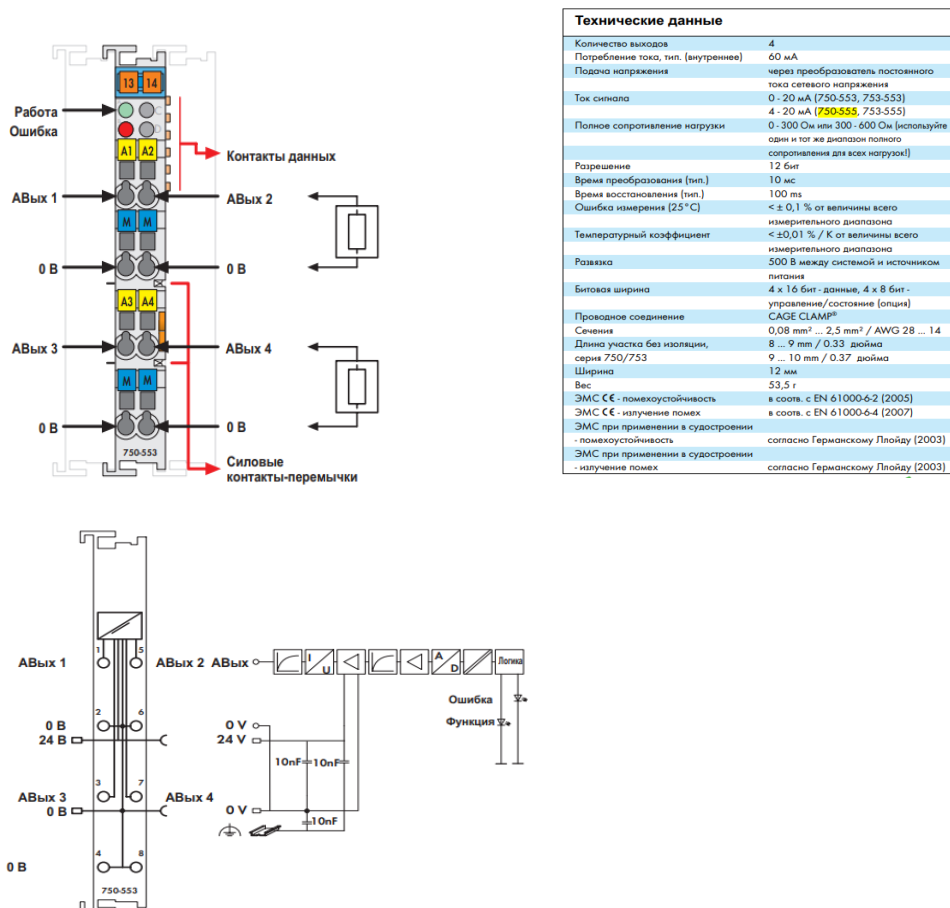 13 14
Работа
Ошибка
A1 A2
Контакты данных
АВых 1
АВых 2
M M
0 В
0 В
A3 A4
АВых 3
АВых 4
M M
0 В
0 В
750-553
Силовые
контакты-перемычки
Технические данные
Количество выходов 4
Потребление тока, тип. (внутреннее) 60 мА
Подача напряжения через преобразователь постоянного
тока сетевого напряжения
Ток сигнала 0 - 20 мА (750-553, 753-553)
4 - 20 мА (750-555, 753-555)
Полное сопротивление нагрузки 0 - 300 Ом или 300 - 600 Ом (используйте
один и тот же диапазон полного
сопротивления для всех нагрузок!)
Разрешение 12 бит
Время преобразования (тип.) 10 мс
Время восстановления (тип.) 100 ms
Ошибка измерения (25°C) < ± 0,1 % от величины всего
измерительного диапазона
Температурный коэффициент < ±0,01 % / К от величины всего
измерительного диапазона
Развязка 500 В между системой и источником
питания
Битовая ширина 4 x 16 бит - данные, 4 x 8 бит -
управление/состояние (опция)
Проводное соединение CAGE CLAMP®
Сечения 0,08 mm² ... 2,5 mm² / AWG 28 ... 14
Длина участка без изоляции, 8 ... 9 mm / 0.33 дюйма
серия 750/753 9 ... 10 mm / 0.37 дюйма
Ширина 12 мм
Вес 53,5 г
ЭМС CE - помехоустойчивость в соотв. с EN 61000-6-2 (2005)
ЭМС CE - излучение помех в соотв. с EN 61000-6-4 (2007)
ЭМС при применении в судостроении
- помехоустойчивость согласно Германскому Ллойду (2003)
ЭМС при применении в судостроении
- излучение помех согласно Германскому Ллойду (2003)
1 5
АВых 1
АВых 2
2 6
0 В
24 В
3 7
АВых 3
АВых 4
0 В
4 8
0 В
750-553
АВых
I U
A D
Логика
Ошибка
Функция
0 V
24 V
10nF 10nF
0 V
10nF